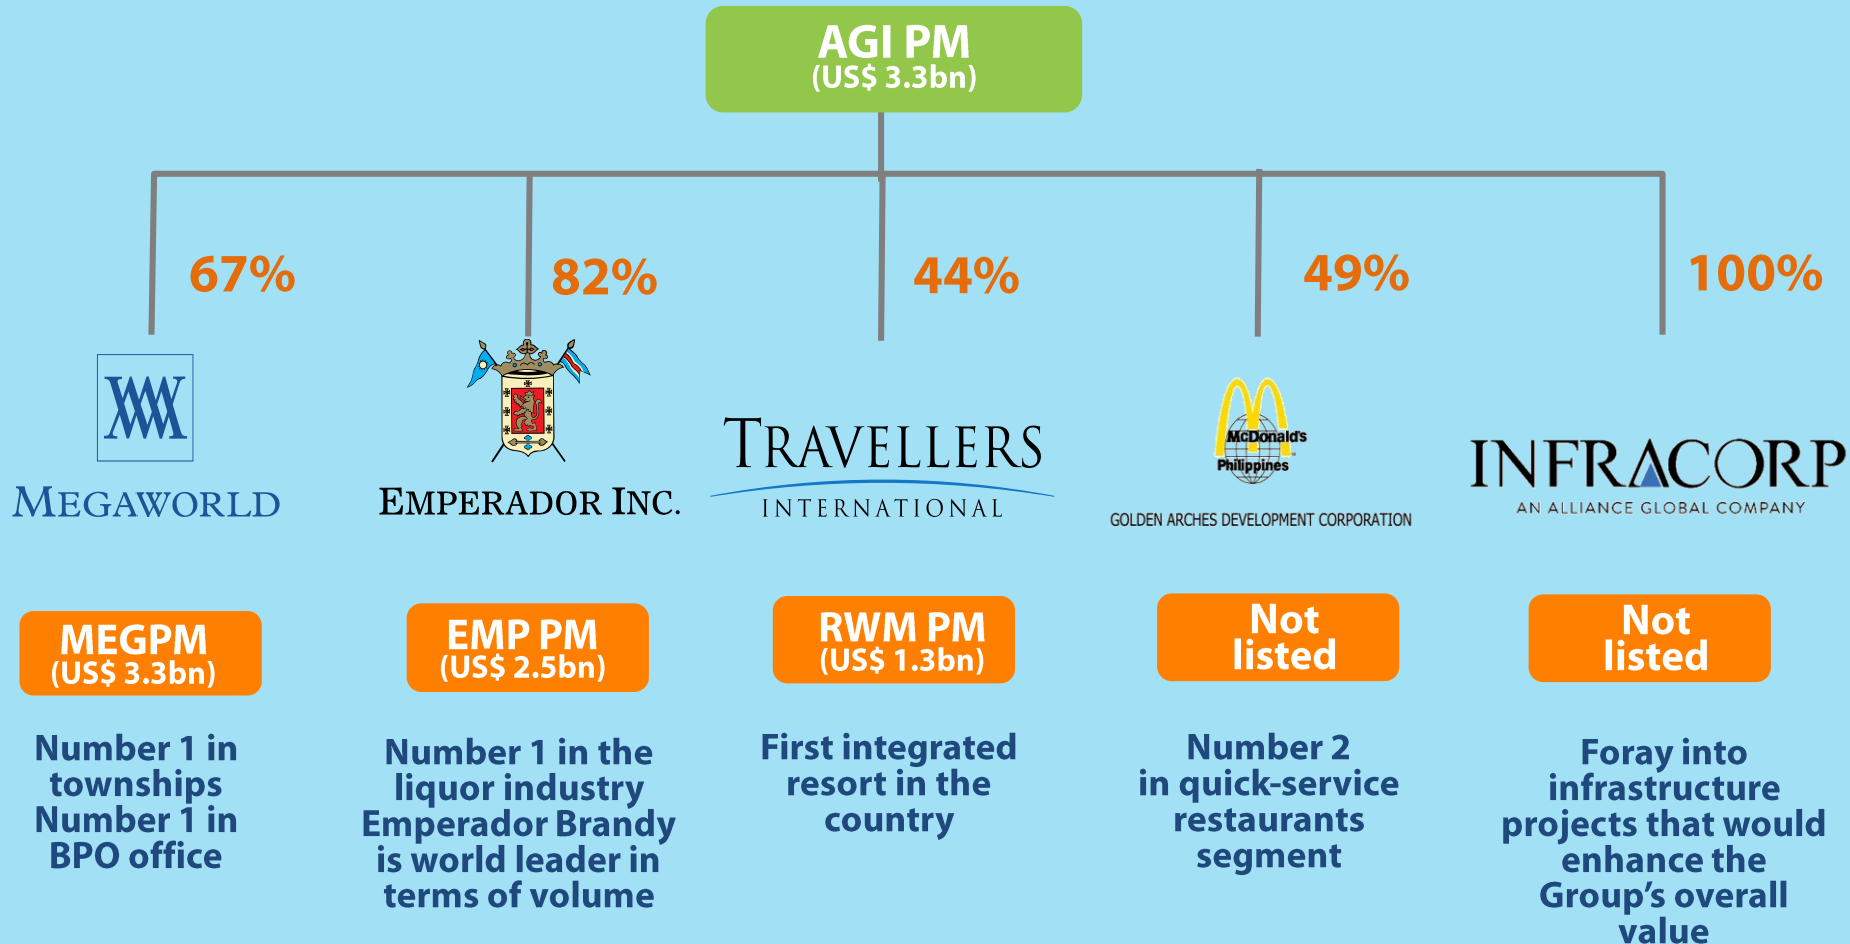 AGI PM
(US$ 3.3bn)
67%
82%
44%
49%
100%
MEGAWORLD
EMPERADOR INC.
TRAVELLERS
INTERNATIONAL
McDonald's
Philippines
GOLDEN ARCHES DEVELOPMENT CORPORATION
INFRACORP
AN ALLIANCE GLOBAL COMPANY
MEGPM
(US$ 3.3bn)
EMP PM
(US$ 2.5bn)
RWM PM
(US$ 1.3bn)
Not
listed
Not
listed
Number 1 in
townships
Number 1 in
BPO office
Number 1 in the
liquor industry
Emperador Brandy
is world leader in
terms of volume
First integrated
resort in the
country
Number 2
in quick-service
restaurants
segment
Foray into
infrastructure
projects that would
enhance the
Group's overall
value